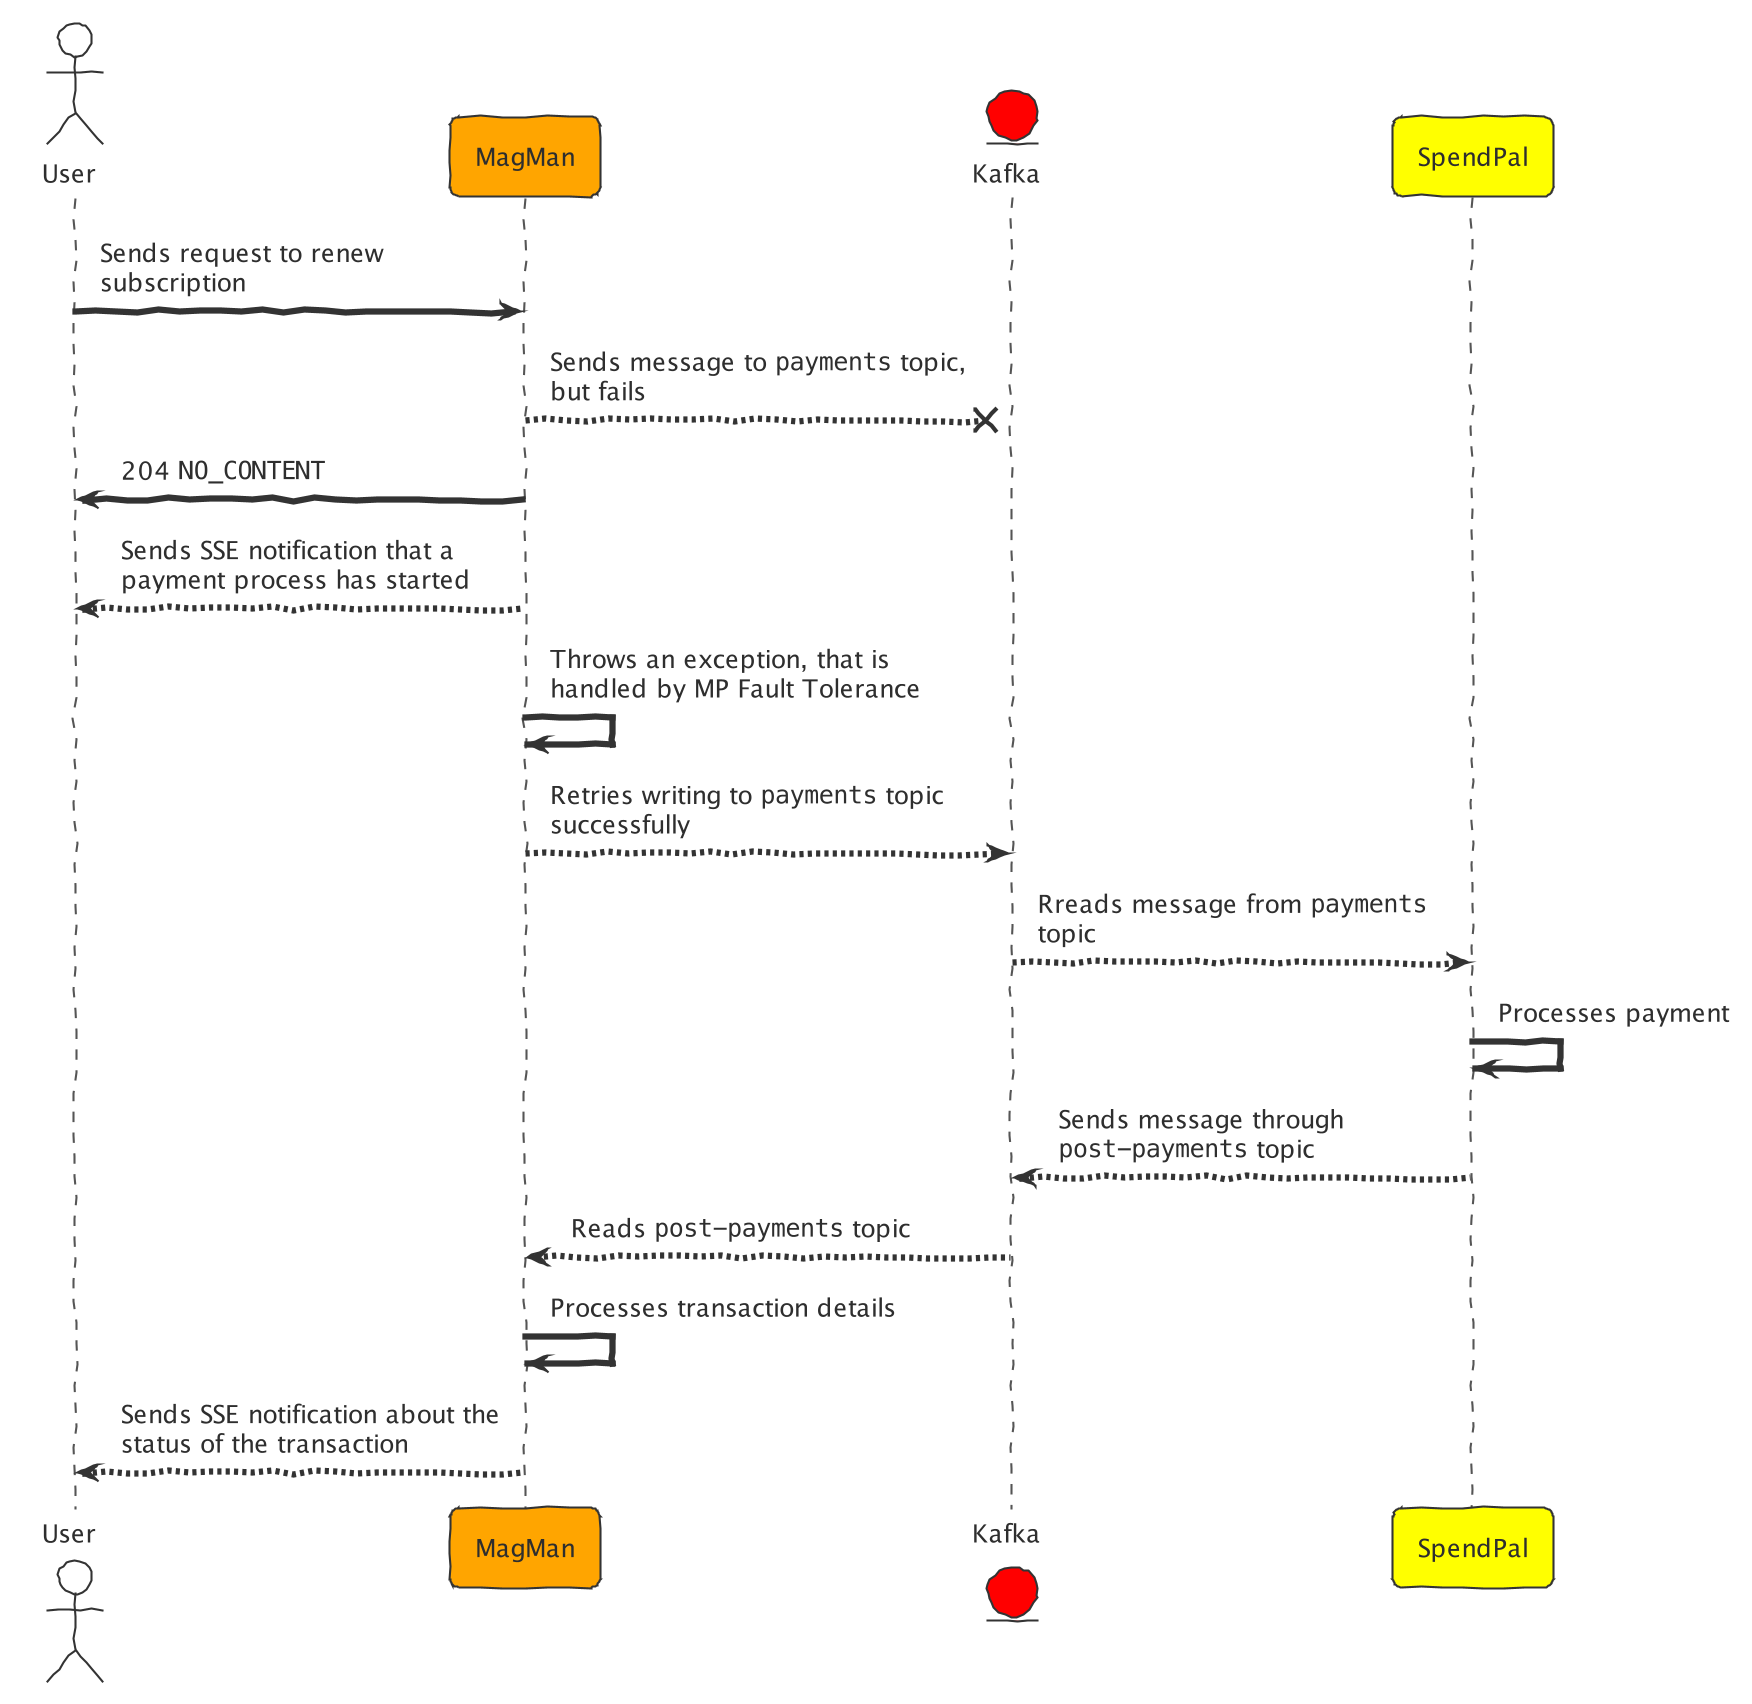 User
MagMan
Kafka
SpendPal
Sends request to renew
subscription
Sends message to payments topic,
but fails
204 NO_CONTENT
Sends SSE notification that a
payment process has started
Throws an exception, that is
handled by MP Fault Tolerance
Retries writing to payments topic
successfully
Rreads message from payments
topic
Processes payment
Sends message through
post-payments topic
Reads post-payments topic
Processes transaction details
Sends SSE notification about the
status of the transaction
User
MagMan
Kafka
SpendPal